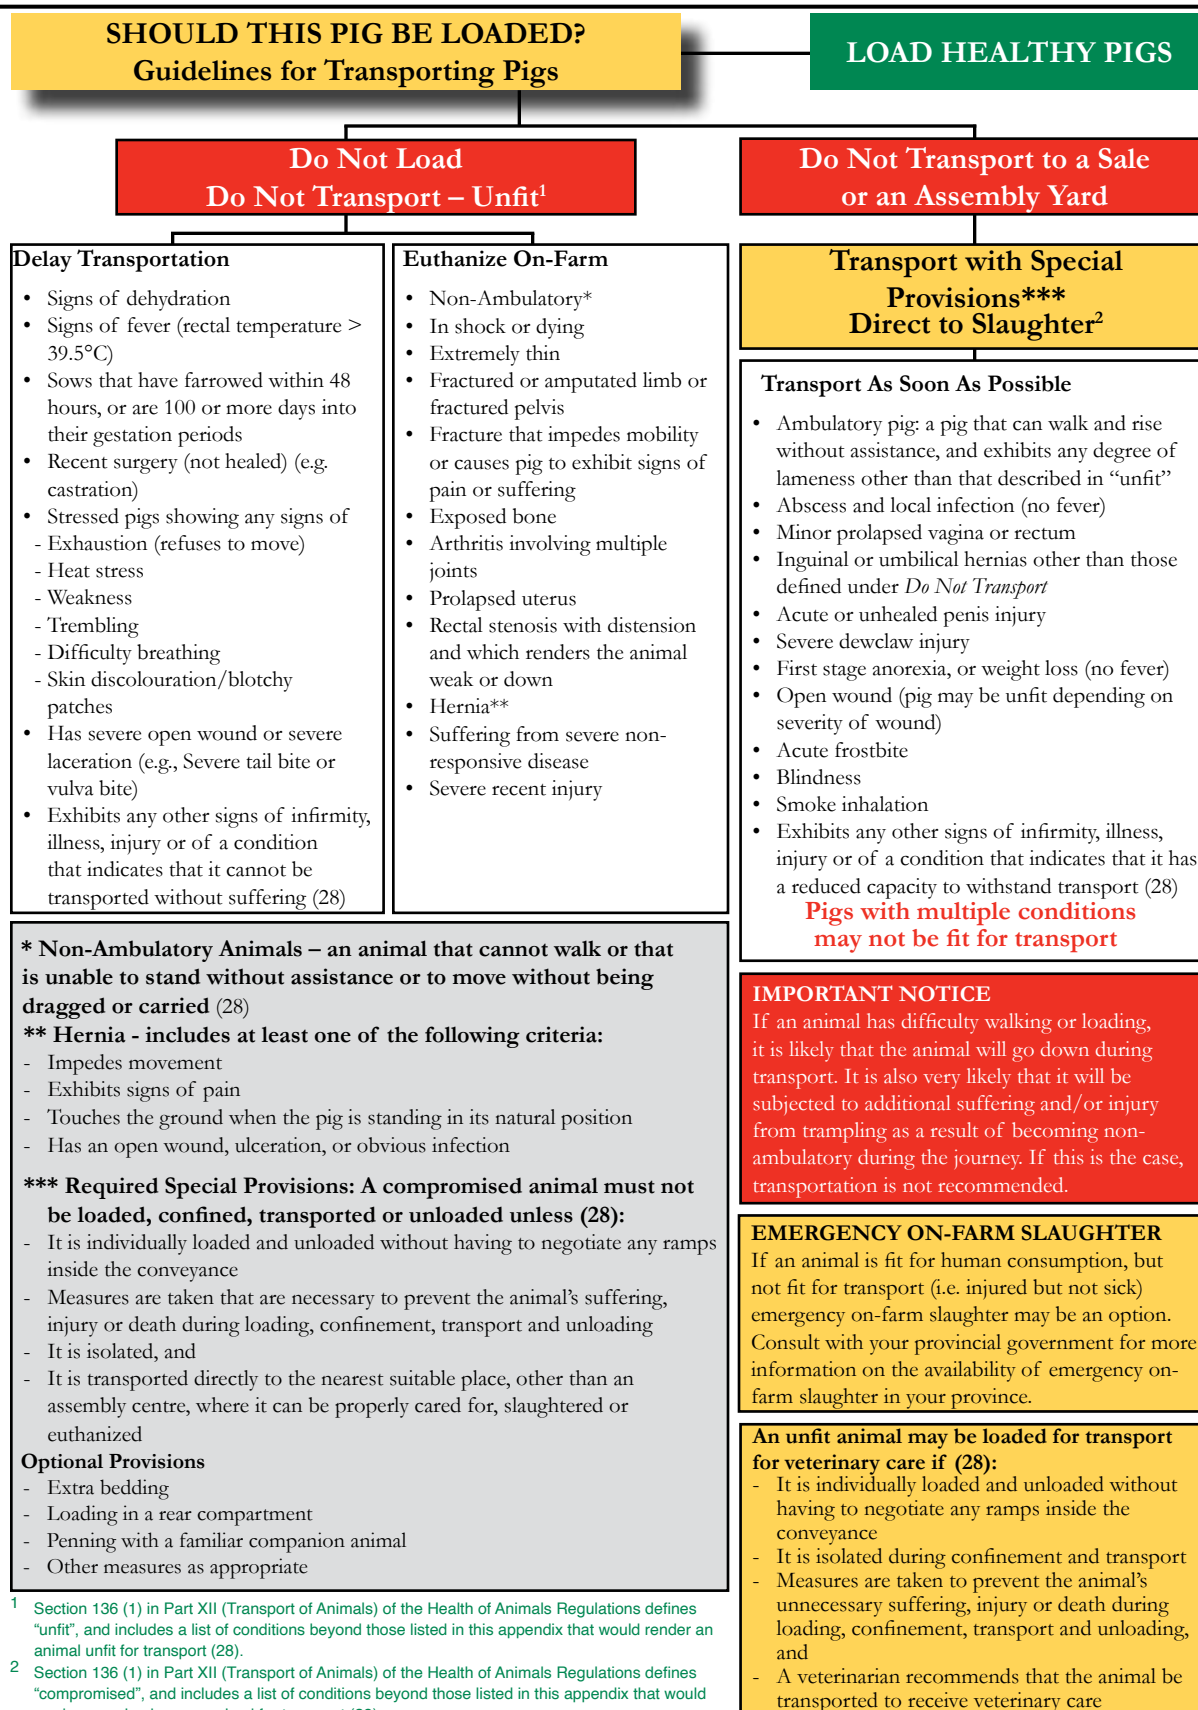 SHOULD THIS PIG BE LOADED?
Guidelines for Transporting Pigs
LOAD HEALTHY PIGS
Do Not Load
Do Not Transport – Unfit¹
Delay Transportation
• Signs of dehydration
• Signs of fever (rectal temperature >
39.5°C)
• Sows that have farrowed within 48
hours, or are 100 or more days into
their gestation periods
• Recent surgery (not healed) (e.g.
castration)
• Stressed pigs showing any signs of
- Exhaustion (refuses to move)
- Heat stress
- Weakness
- Trembling
- Difficulty breathing
- Skin discolouration/blotchy
patches
• Has severe open wound or severe
laceration (e.g., Severe tail bite or
vulva bite)
• Exhibits any other signs of infirmity,
illness, injury or of a condition
that indicates that it cannot be
transported without suffering (28)
Euthanize On-Farm
• Non-Ambulatory*
• In shock or dying
• Extremely thin
• Fractured or amputated limb or
fractured pelvis
• Fracture that impedes mobility
or causes pig to exhibit signs of
pain or suffering
• Exposed bone
• Arthritis involving multiple
joints
• Prolapsed uterus
• Rectal stenosis with distension
and which renders the animal
weak or down
• Hernia**
• Suffering from severe non-
responsive disease
• Severe recent injury
Do Not Transport to a Sale
or an Assembly Yard
Transport with Special
Provisions***
Direct to Slaughter²
Transport As Soon As Possible
• Ambulatory pig: a pig that can walk and rise
without assistance, and exhibits any degree of
lameness other than that described in “unfit”
• Abscess and local infection (no fever)
• Minor prolapsed vagina or rectum
• Inguinal or umbilical hernias other than those
defined under Do Not Transport
• Acute or unhealed penis injury
• Severe dewclaw injury
• First stage anorexia, or weight loss (no fever)
• Open wound (pig may be unfit depending on
severity of wound)
• Acute frostbite
• Blindness
• Smoke inhalation
• Exhibits any other signs of infirmity, illness,
injury or of a condition that indicates that it has
a reduced capacity to withstand transport (28)
Pigs with multiple conditions
may not be fit for transport
* Non-Ambulatory Animals – an animal that cannot walk or that
is unable to stand without assistance or to move without being
dragged or carried (28)
** Hernia - includes at least one of the following criteria:
- Impedes movement
- Exhibits signs of pain
- Touches the ground when the pig is standing in its natural position
- Has an open wound, ulceration, or obvious infection
*** Required Special Provisions: A compromised animal must not
be loaded, confined, transported or unloaded unless (28):
- It is individually loaded and unloaded without having to negotiate any ramps
inside the conveyance
- Measures are taken that are necessary to prevent the animal’s suffering,
injury or death during loading, confinement, transport and unloading
- It is isolated, and
- It is transported directly to the nearest suitable place, other than an
assembly centre, where it can be properly cared for, slaughtered or
euthanized
Optional Provisions
- Extra bedding
- Loading in a rear compartment
- Penning with a familiar companion animal
- Other measures as appropriate
IMPORTANT NOTICE
If an animal has difficulty walking or loading,
it is likely that the animal will go down during
transport. It is also very likely that it will be
subjected to additional suffering and/or injury
from trampling as a result of becoming non-
ambulatory during the journey. If this is the case,
transportation is not recommended.
EMERGENCY ON-FARM SLAUGHTER
If an animal is fit for human consumption, but
not fit for transport (i.e. injured but not sick)
emergency on-farm slaughter may be an option.
Consult with your provincial government for more
information on the availability of emergency on-
farm slaughter in your province.
An unfit animal may be loaded for transport
for veterinary care if (28):
- It is individually loaded and unloaded without
having to negotiate any ramps inside the
conveyance
- It is isolated during confinement and transport
- Measures are taken to prevent the animal’s
unnecessary suffering, injury or death during
loading, confinement, transport and unloading,
and
- A veterinarian recommends that the animal be
transported to receive veterinary care
1 Section 136 (1) in Part XII (Transport of Animals) of the Health of Animals Regulations defines
“unfit”, and includes a list of conditions beyond those listed in this appendix that would render an
animal unfit for transport (28).
2 Section 136 (1) in Part XII (Transport of Animals) of the Health of Animals Regulations defines
“compromised”, and includes a list of conditions beyond those listed in this appendix that would